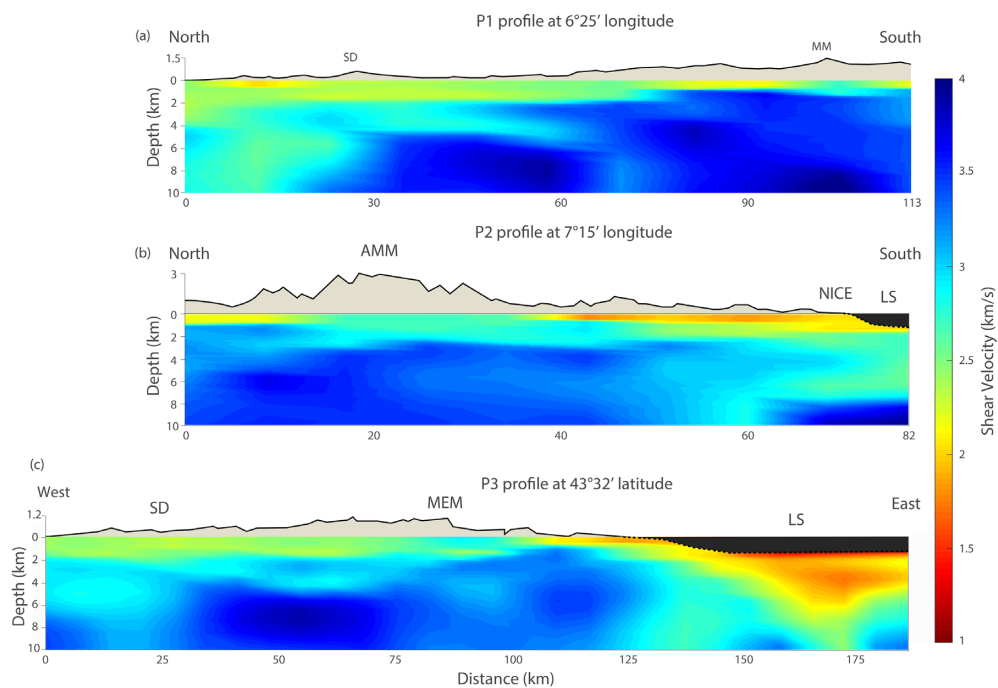 P1 profile at 6°25′ longitude
(a) North SD MM South
1.5
0
2
4
6
8
10
Depth (km)
0 30 60 90 113
P2 profile at 7°15′ longitude
(b) North AMM South
NICE LS
3
0
2
4
6
8
10
Depth (km)
0 20 40 60 82
(c)
P3 profile at 43°32′ latitude
West SD MEM LS East
1.2
0
2
4
6
8
10
Depth (km)
0 25 50 75 100 125 150 175
Distance (km)
4
3.5
3
2.5
2
1.5
1
Shear Velocity (km/s)